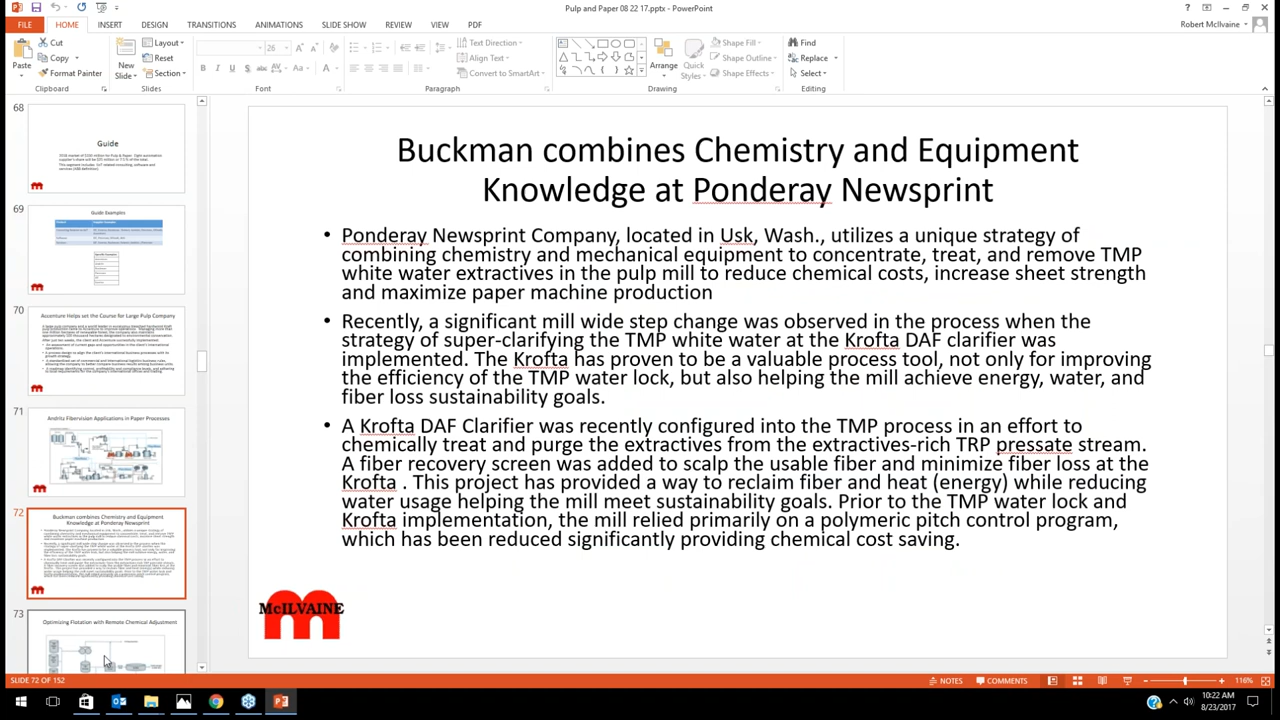 Pulp and Paper 08 22 17.pptx - PowerPoint
FILE HOME INSERT DESIGN TRANSITIONS ANIMATIONS SLIDE SHOW REVIEW VIEW PDF
Robert McIlvaine
Paste
Cut
Copy
Format Painter
Clipboard
New
Slide
Layout
Reset
Section
Slides
26
Font
Text Direction
Align Text
Convert to SmartArt
Paragraph
Arrange
Quick
Styles
Shape Fill
Shape Outline
Shape Effects
Drawing
Find
Replace
Select
Editing
68
Guide
69
Guide Examples
70
Accenture Helps set the Course for Large Pulp Company
71
Andritz Fibervision Applications in Paper Processes
72
Buckman combines Chemistry and Equipment
Knowledge at Ponderay Newsprint
73
Optimizing Flotation with Remote Chemical Adjustment
Buckman combines Chemistry and Equipment
Knowledge at Ponderay Newsprint
• Ponderay Newsprint Company, located in Usk, Wash., utilizes a unique strategy of
combining chemistry and mechanical equipment to concentrate, treat, and remove TMP
white water extractives in the pulp mill to reduce chemical costs, increase sheet strength
and maximize paper machine production
• Recently, a significant mill wide step change was observed in the process when the
strategy of super-clarifying the TMP white water at the Krofta DAF clarifier was
implemented. The Krofta has proven to be a valuable process tool, not only for improving
the efficiency of the TMP water lock, but also helping the mill achieve energy, water, and
fiber loss sustainability goals.
• A Krofta DAF Clarifier was recently configured into the TMP process in an effort to
chemically treat and purge the extractives from the extractives-rich TRP pressate stream.
A fiber recovery screen was added to scalp the usable fiber and minimize fiber loss at the
Krofta . This project has provided a way to reclaim fiber and heat (energy) while reducing
water usage helping the mill meet sustainability goals. Prior to the TMP water lock and
Krofta implementation, the mill relied primarily on a polymeric pitch control program,
which has been reduced significantly providing chemical cost saving.
McILVAINE
SLIDE 72 OF 152
NOTES COMMENTS 116%
10:22 AM
8/23/2017